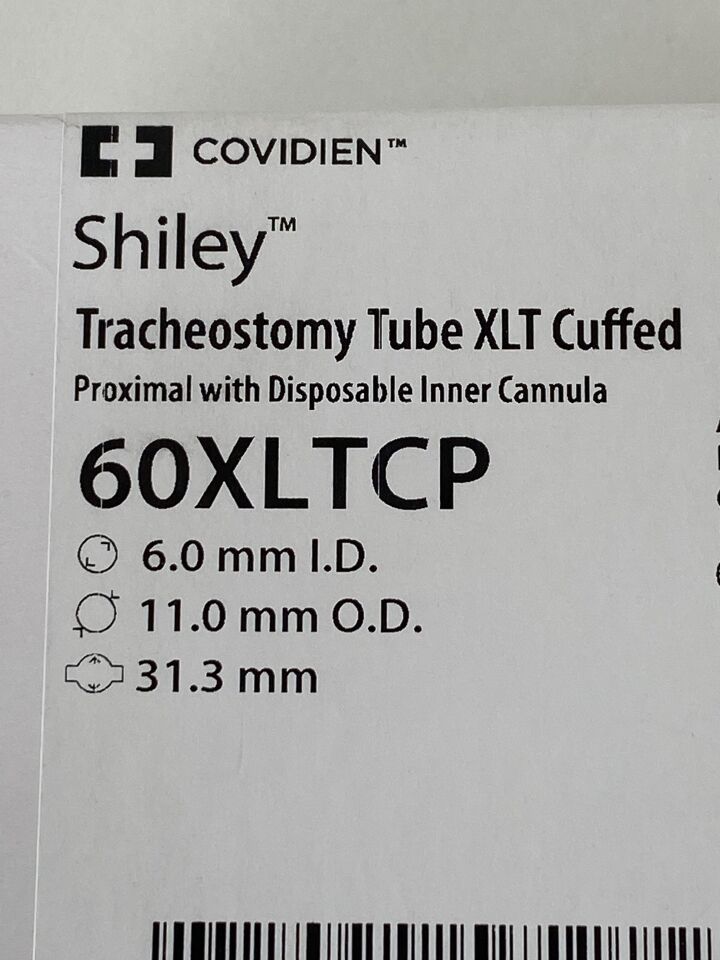 COVIDIEN™
Shiley™
Tracheostomy Tube XLT Cuffed
Proximal with Disposable Inner Cannula
60XLTCP
6.0 mm I.D.
11.0 mm O.D.
31.3 mm